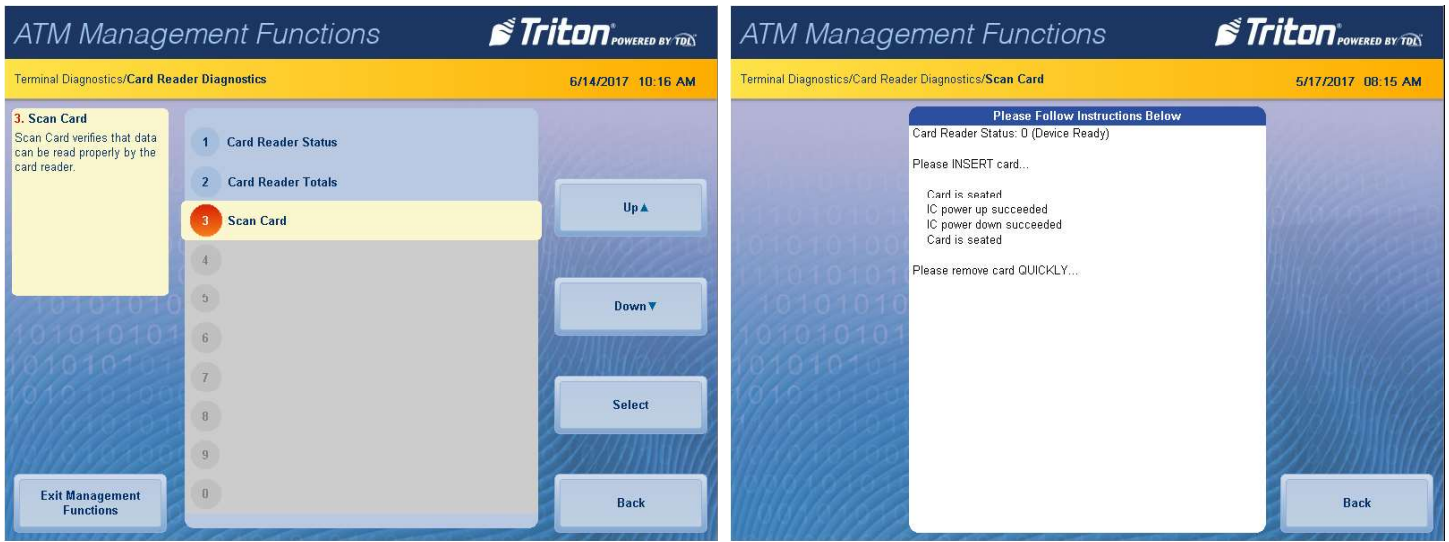 ATM Management Functions
Triton POWERED BY TDL
Terminal Diagnostics/Card Reader Diagnostics
6/14/2017 10:16 AM
3. Scan Card
Scan Card verifies that data
can be read properly by the
card reader.
1 Card Reader Status
2 Card Reader Totals
3 Scan Card
4
5
6
7
8
9
0
Up▲
Down▼
Select
Back
Exit Management
Functions
ATM Management Functions
Triton POWERED BY TDL
Terminal Diagnostics/Card Reader Diagnostics/Scan Card
5/17/2017 08:15 AM
Please Follow Instructions Below
Card Reader Status: 0 (Device Ready)
Please INSERT card...
Card is seated
IC power up succeeded
IC power down succeeded
Card is seated
Please remove card QUICKLY...
Back